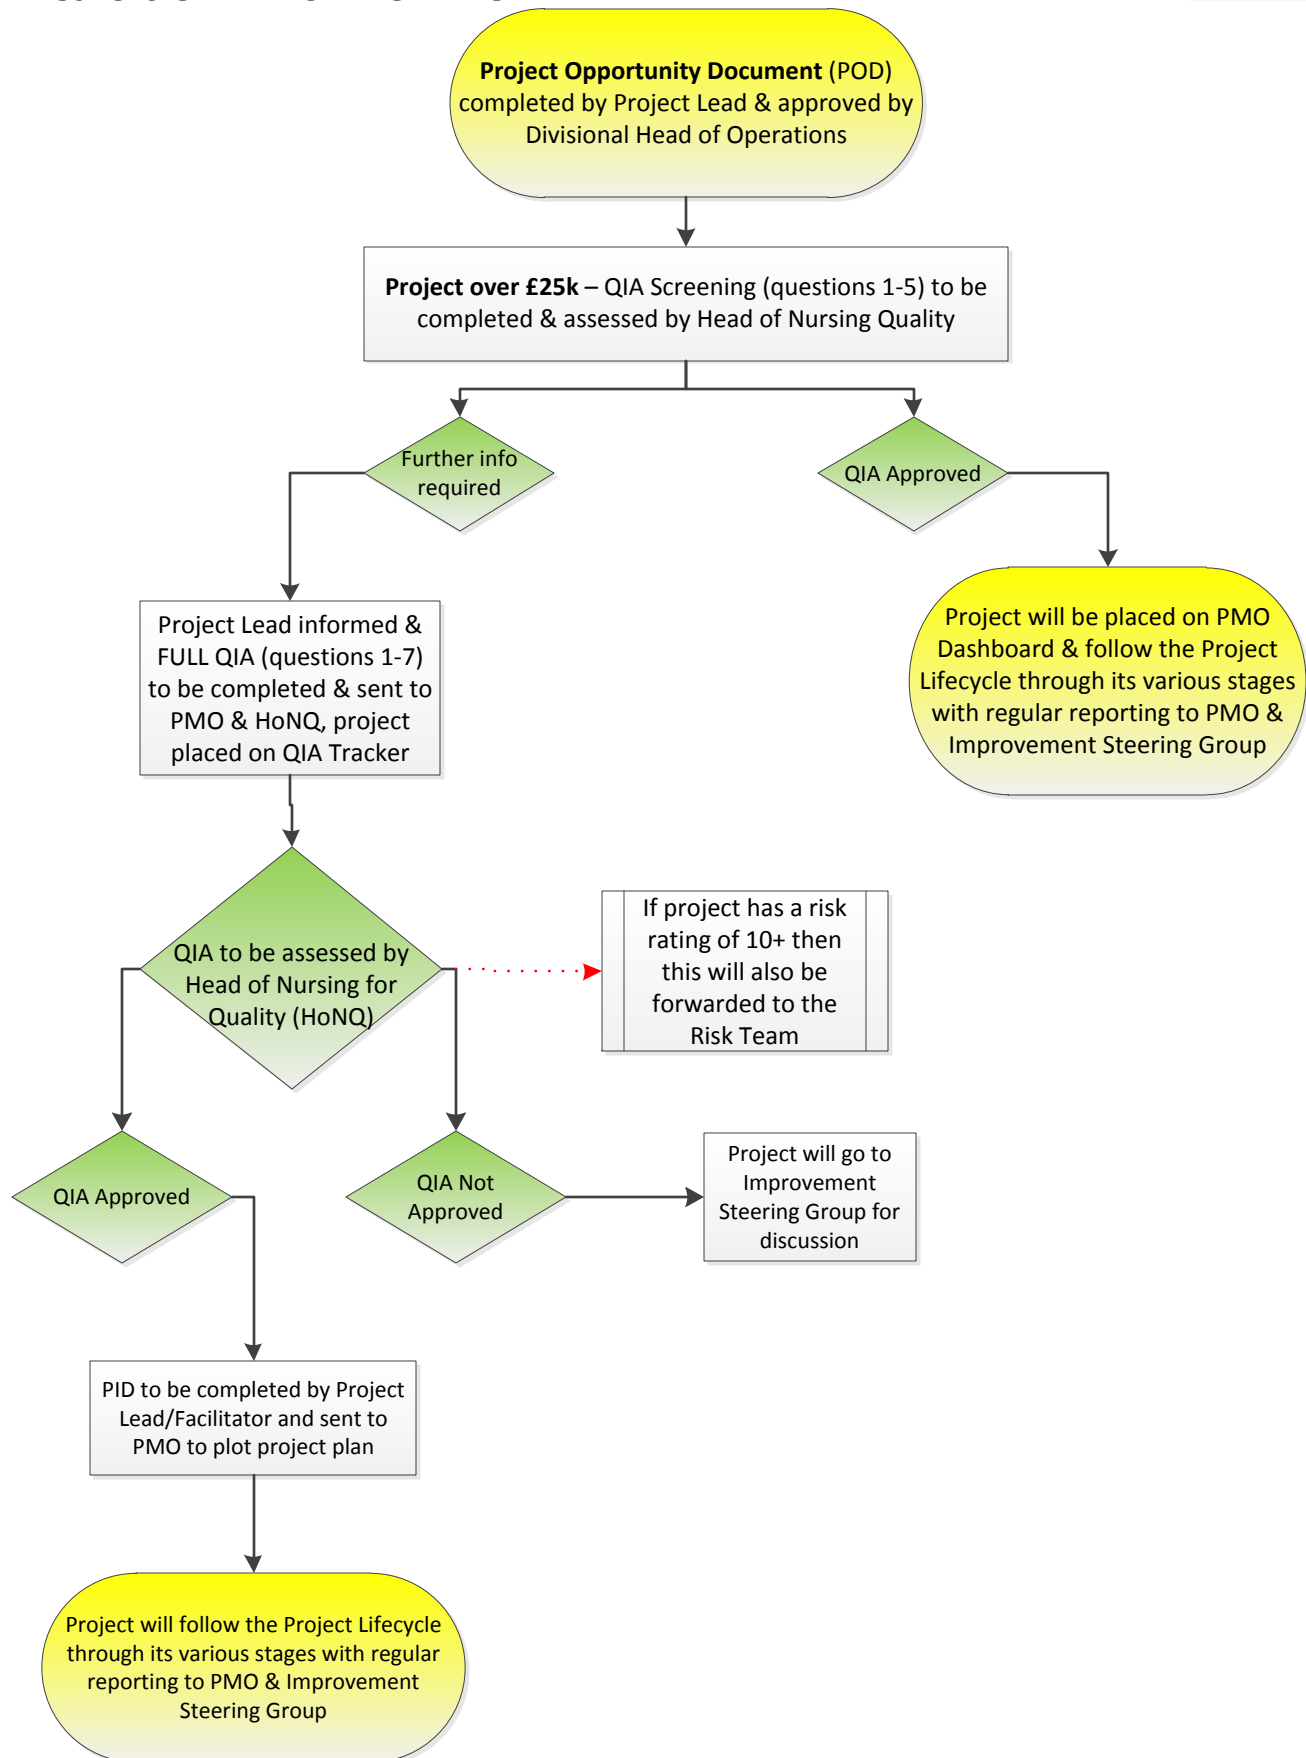 Project Opportunity Document (POD)
completed by Project Lead & approved by
Divisional Head of Operations
Project over £25k – QIA Screening (questions 1-5) to be
completed & assessed by Head of Nursing Quality
Further info
required
QIA Approved
Project Lead informed &
FULL QIA (questions 1-7)
to be completed & sent to
PMO & HoNQ, project
placed on QIA Tracker
Project will be placed on PMO
Dashboard & follow the Project
Lifecycle through its various stages
with regular reporting to PMO &
Improvement Steering Group
QIA to be assessed by
Head of Nursing for
Quality (HoNQ)
If project has a risk
rating of 10+ then
this will also be
forwarded to the
Risk Team
QIA Approved
QIA Not
Approved
Project will go to
Improvement
Steering Group for
discussion
PID to be completed by Project
Lead/Facilitator and sent to
PMO to plot project plan
Project will follow the Project Lifecycle
through its various stages with regular
reporting to PMO & Improvement
Steering Group